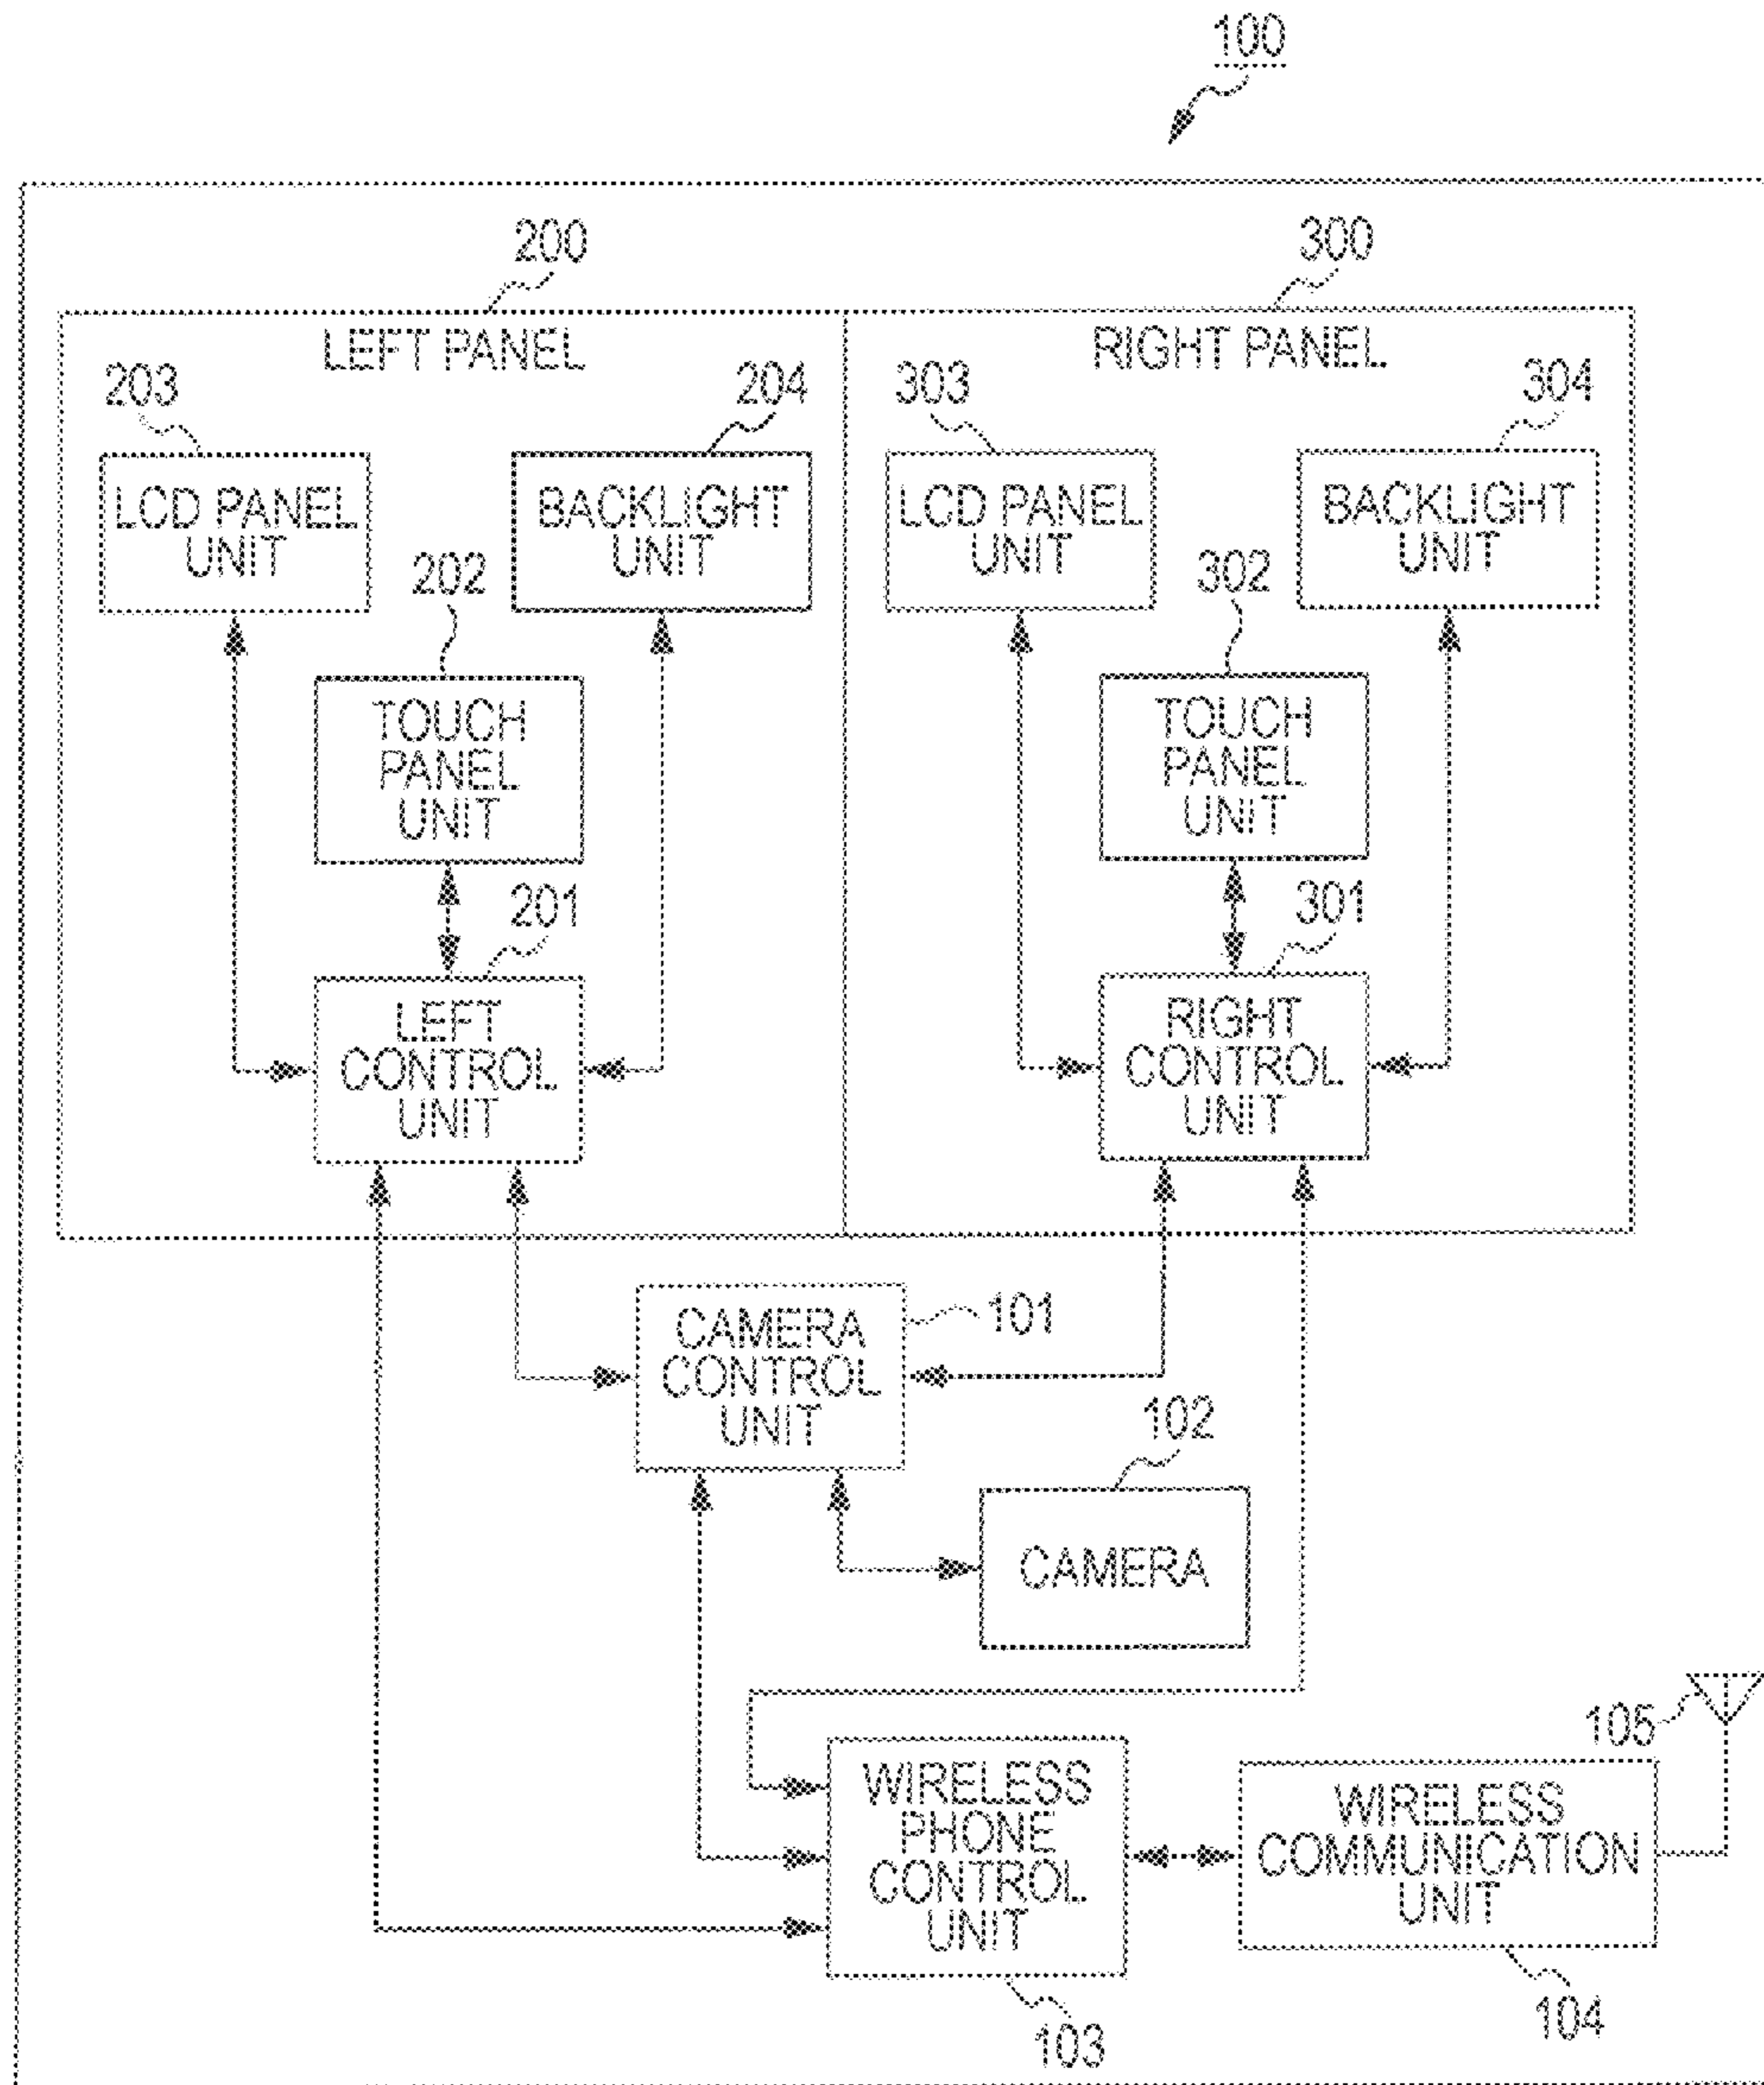 100
200
300
LEFT PANEL
RIGHT PANEL
203
204
303
304
LCD PANEL
UNIT
BACKLIGHT
UNIT
LCD PANEL
UNIT
BACKLIGHT
UNIT
202
302
TOUCH
PANEL
UNIT
TOUCH
PANEL
UNIT
201
301
LEFT
CONTROL
UNIT
RIGHT
CONTROL
UNIT
CAMERA
CONTROL
UNIT
101
102
CAMERA
105
WIRELESS
PHONE
CONTROL
UNIT
WIRELESS
COMMUNICATION
UNIT
103
104